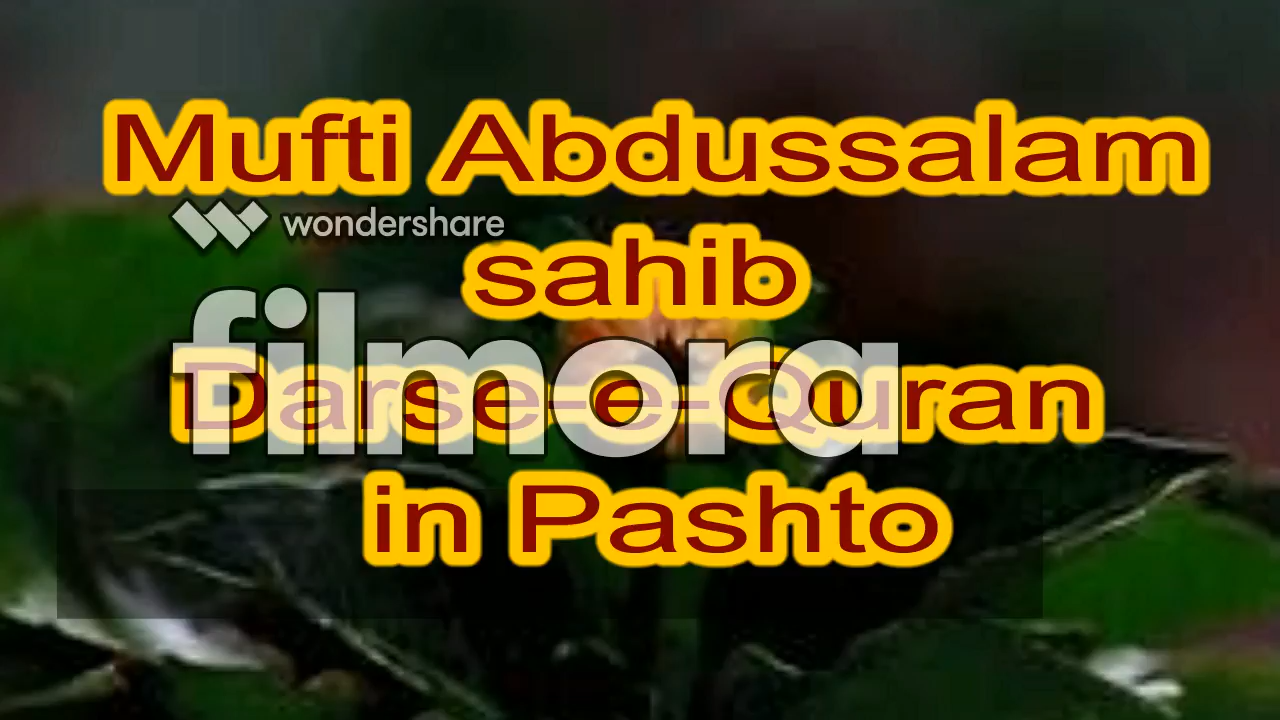 Mufti Abdussalam
wondershare
sahib
filmora
Darse-e-Quran
in Pashto